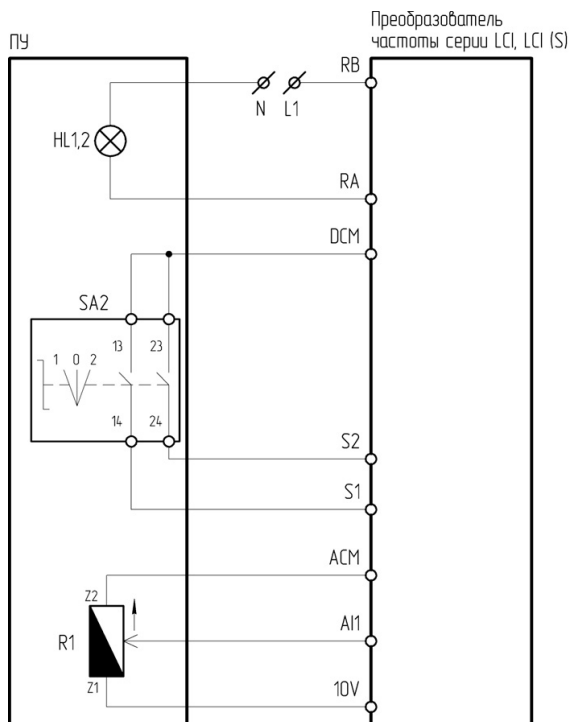 Преобразователь
ПУ
частоты серии LCI, LCI (S)
RB
N L1
HL1,2
RA
DCM
SA2
13 23
1 0 2
14 24
S2
S1
ACM
Z2
AI1
R1
Z1
10V